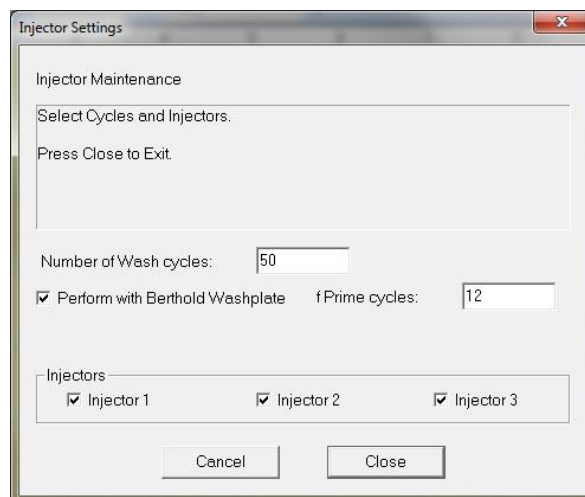 Injector Settings
Injector Maintenance
Select Cycles and Injectors.
Press Close to Exit.
Number of Wash cycles: 50
Perform with Berthold Washplate f Prime cycles: 12
Injectors
Injector 1 Injector 2 Injector 3
Cancel Close